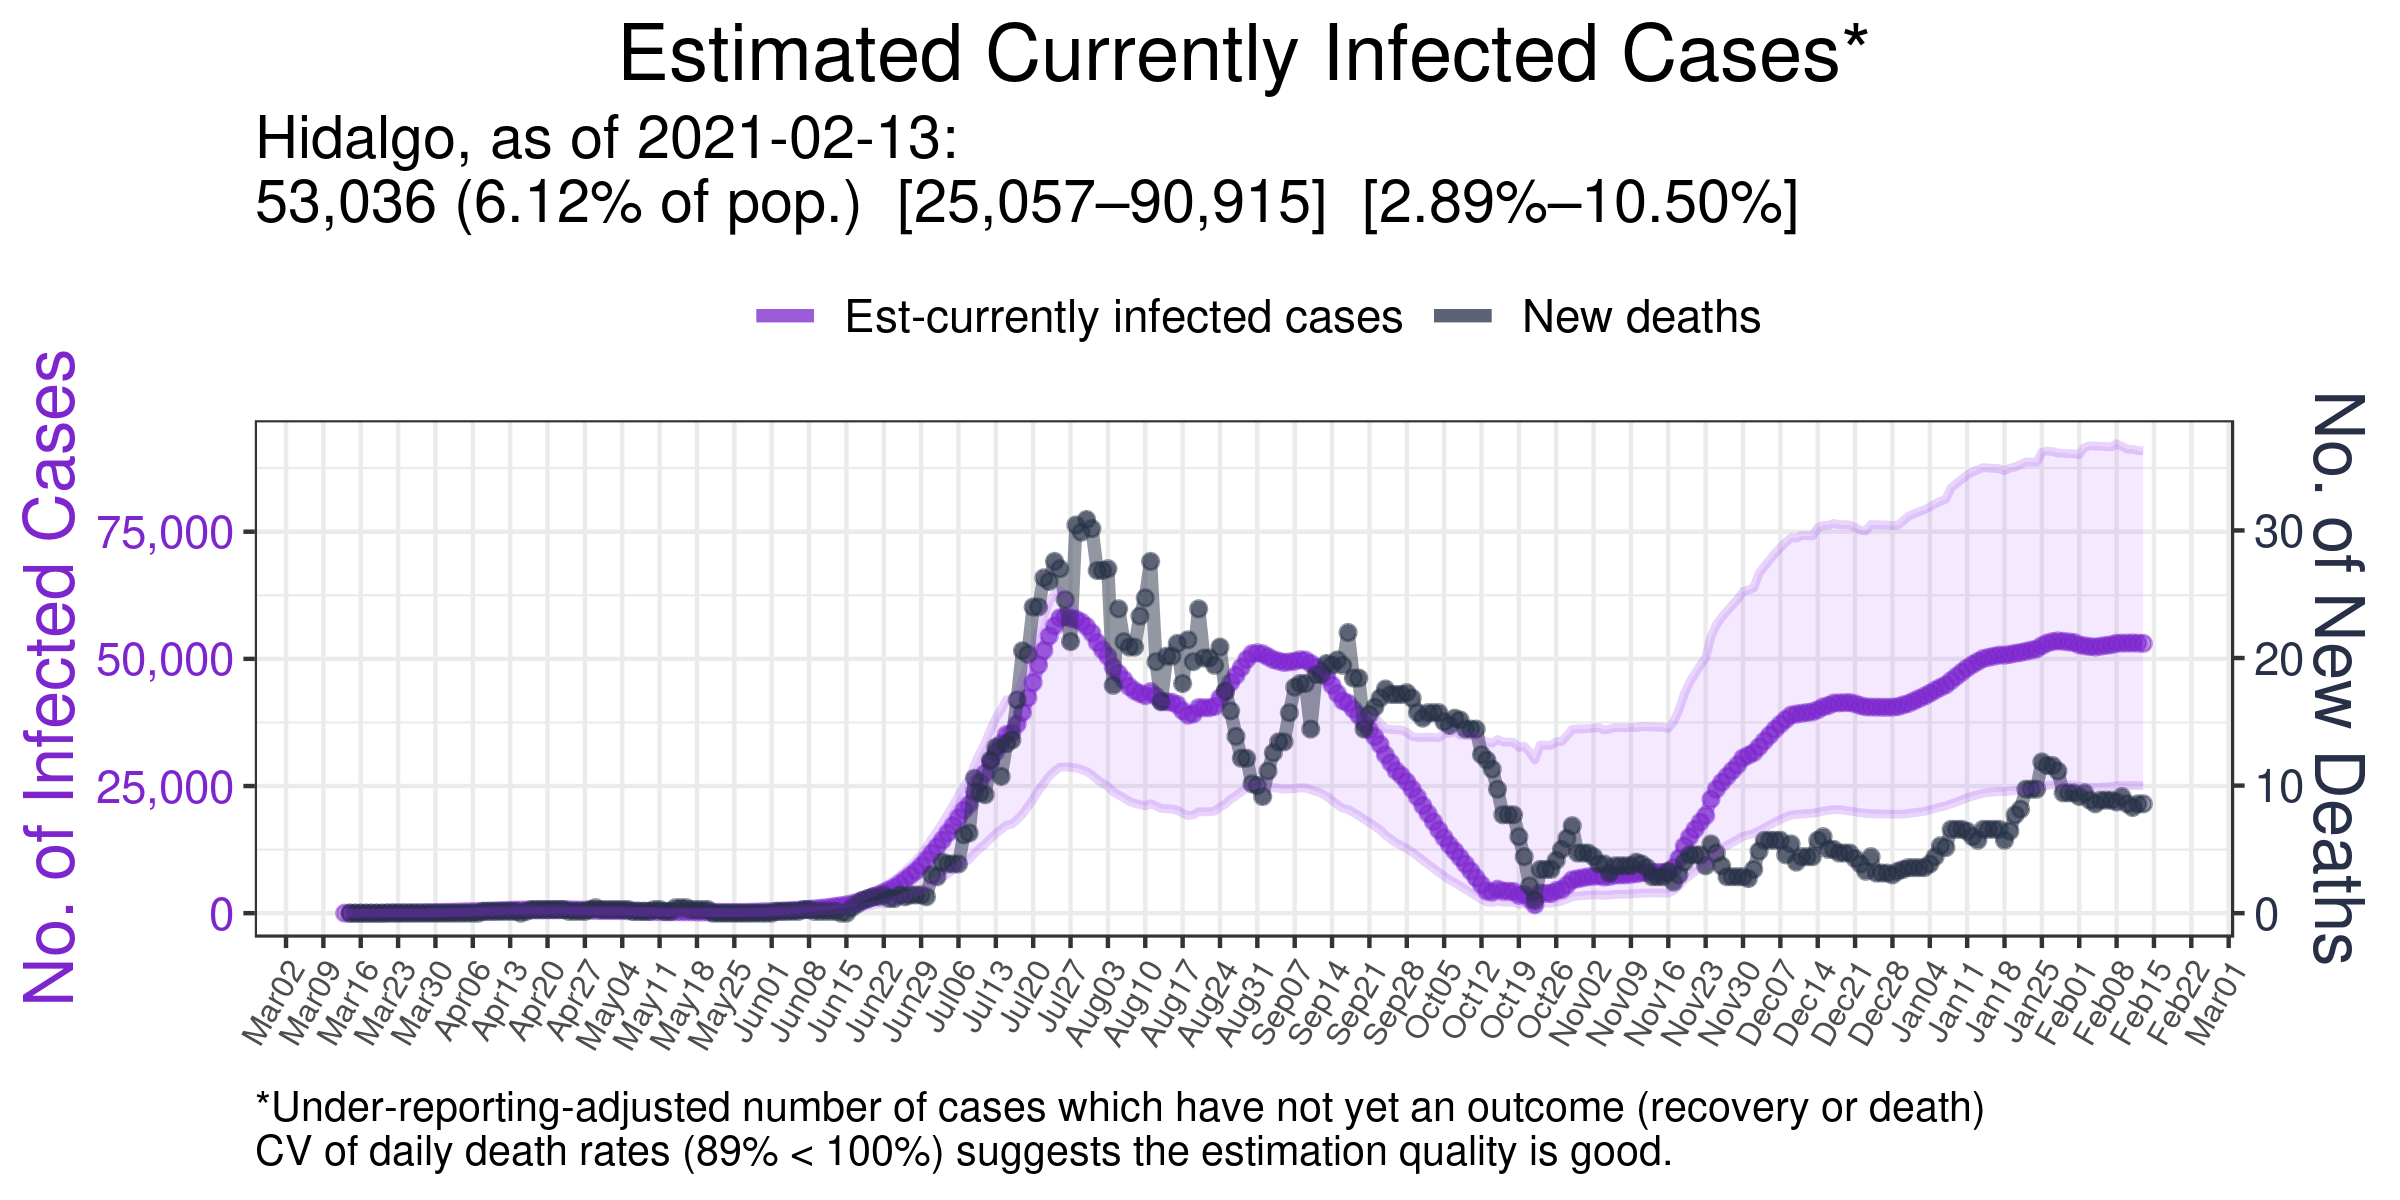 Estimated Currently Infected Cases*
Hidalgo, as of 2021-02-13:
53,036 (6.12% of pop.) [25,057–90,915] [2.89%–10.50%]
Est-currently infected cases
New deaths
No. of Infected Cases
75,000
50,000
25,000
0
30
20
10
0
No. of New Deaths
Mar02
Mar09
Mar16
Mar23
Mar30
Apr06
Apr13
Apr20
Apr27
May04
May11
May18
May25
Jun01
Jun08
Jun15
Jun22
Jun29
Jul06
Jul13
Jul20
Jul27
Aug03
Aug10
Aug17
Aug24
Aug31
Sep07
Sep14
Sep21
Sep28
Oct05
Oct12
Oct19
Oct26
Nov02
Nov09
Nov16
Nov23
Nov30
Dec07
Dec14
Dec21
Dec28
Jan04
Jan11
Jan18
Jan25
Feb01
Feb08
Feb15
Feb22
Mar01
*Under-reporting-adjusted number of cases which have not yet an outcome (recovery or death)
CV of daily death rates (89% < 100%) suggests the estimation quality is good.